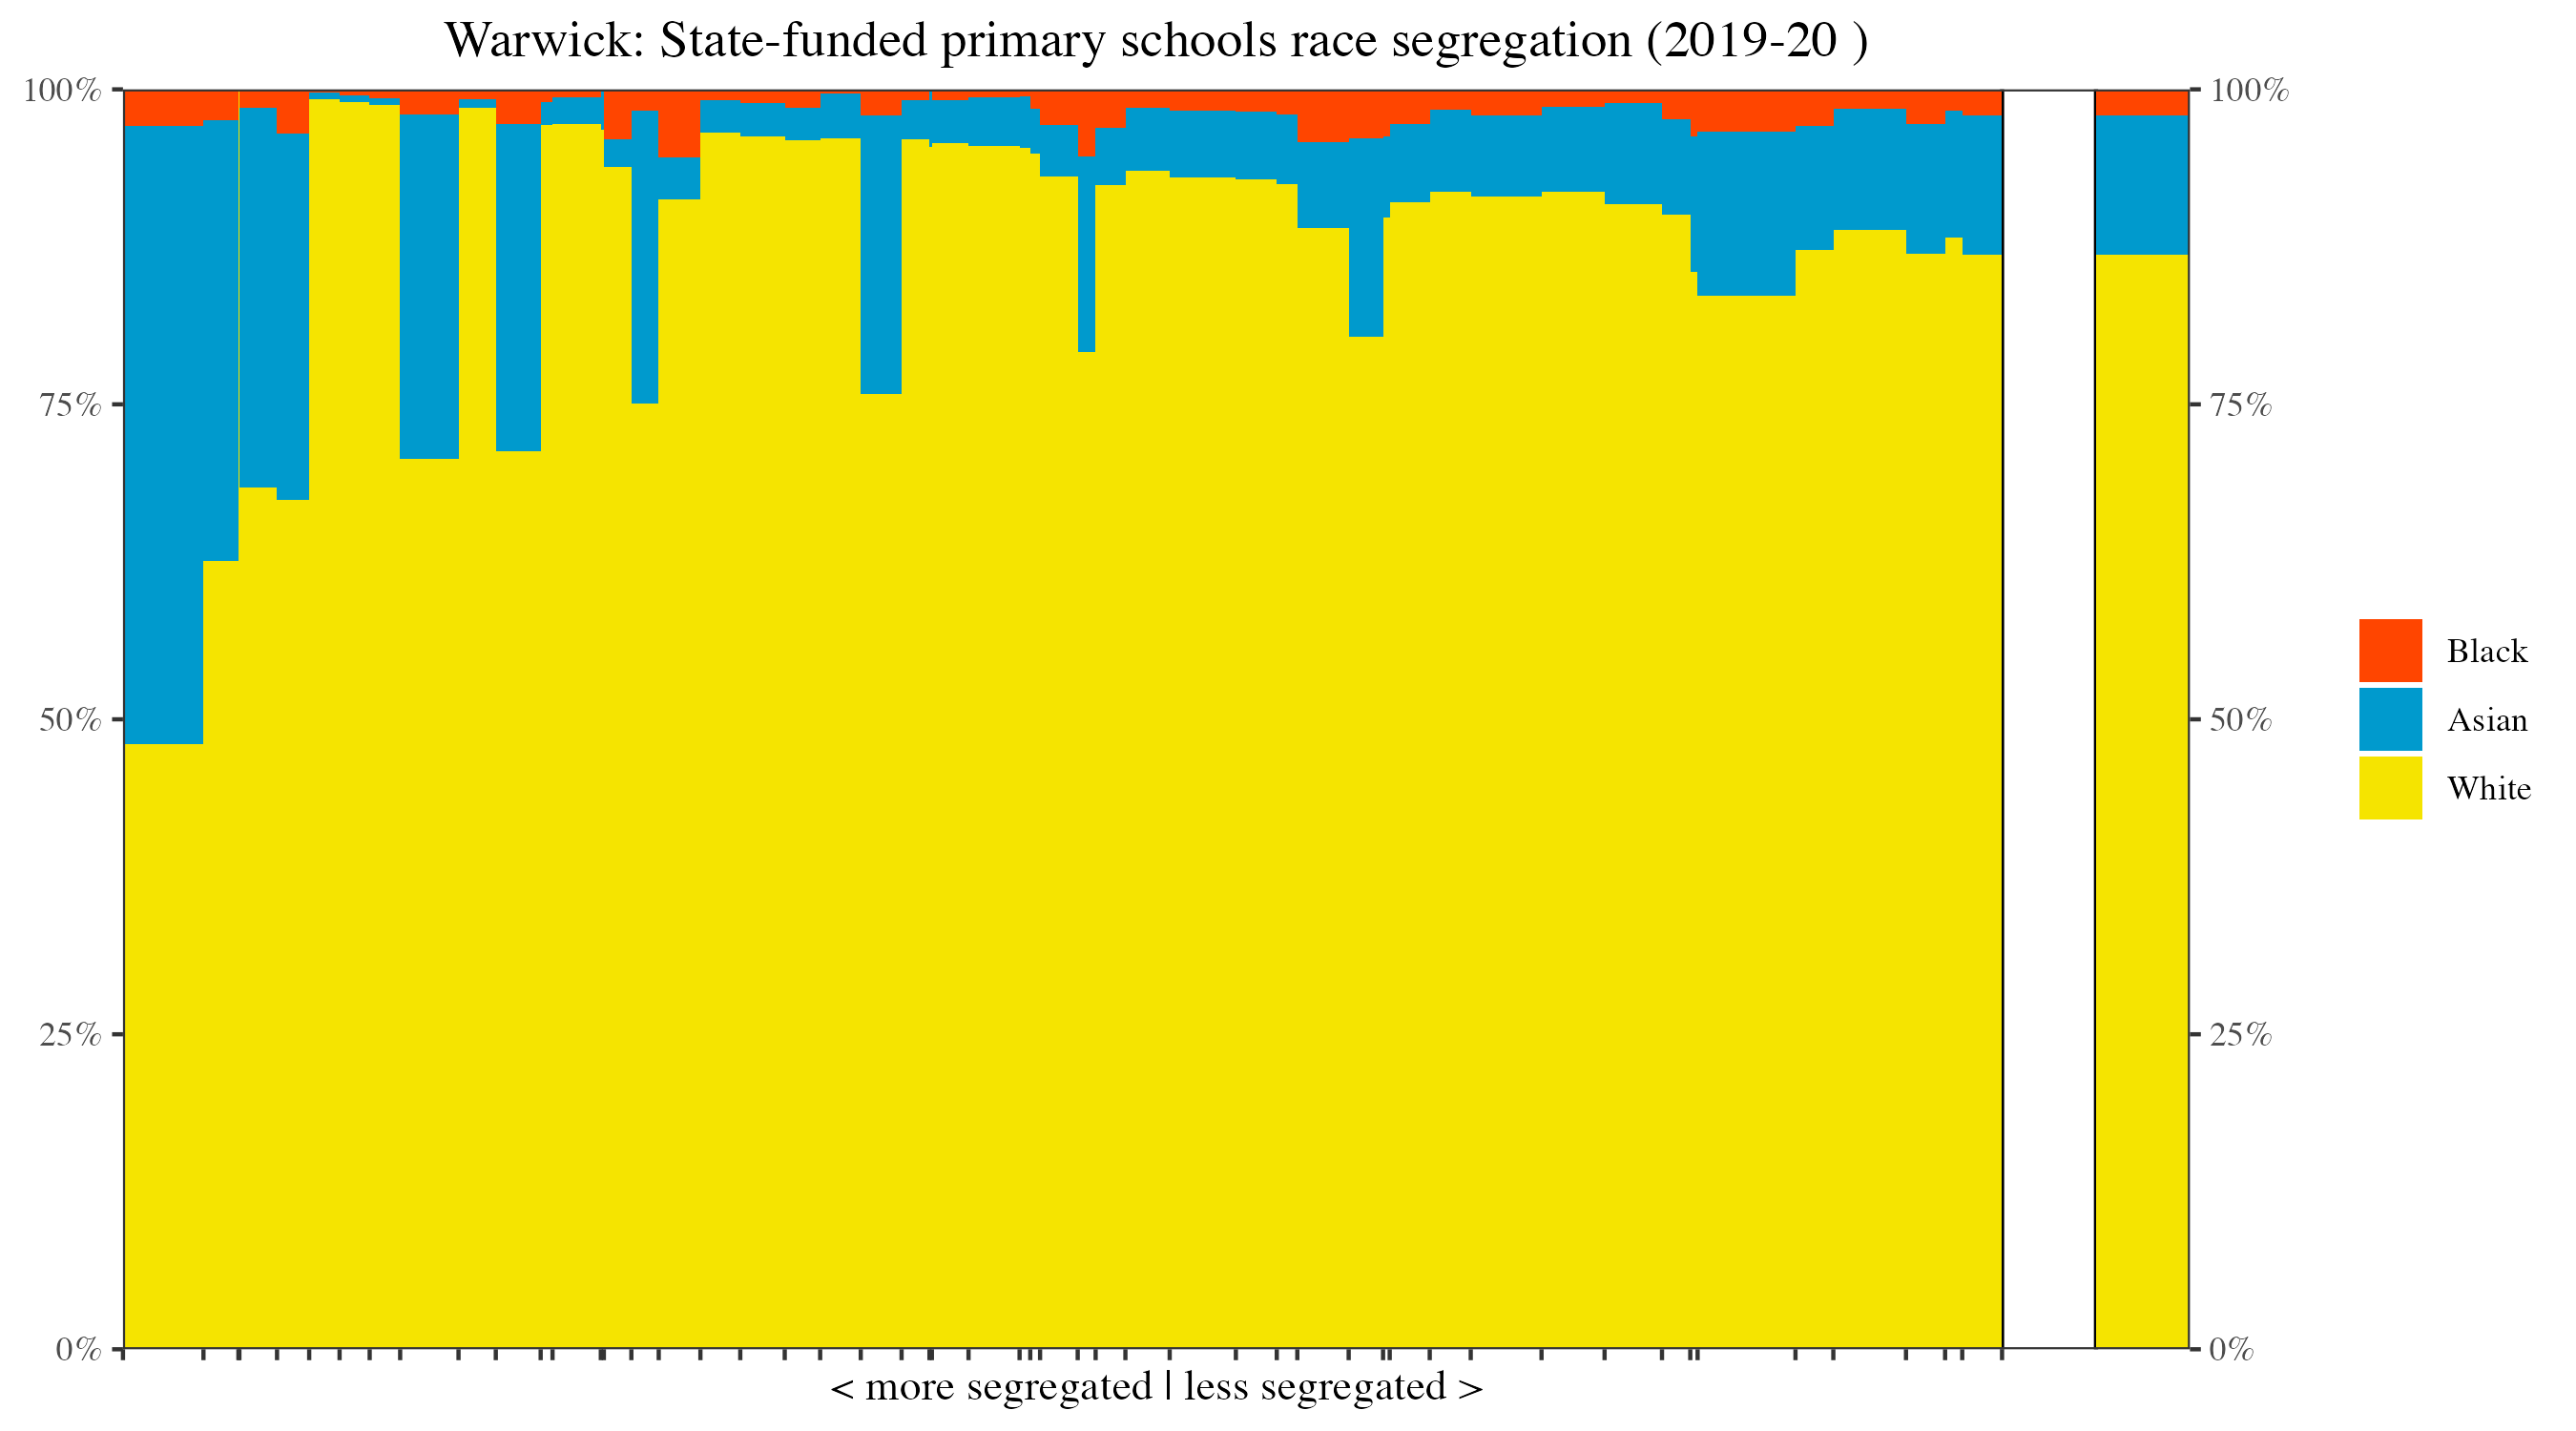 Warwick: State-funded primary schools race segregation (2019-20 )
100%
75%
50%
25%
0%
100%
75%
50%
25%
0%
Black
Asian
White
< more segregated | less segregated >